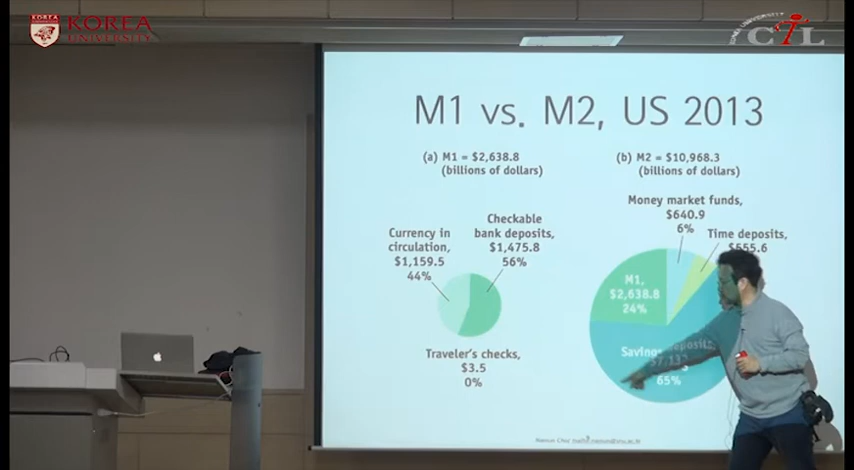 KOREA
UNIVERSITY
CTL
M1 vs. M2, US 2013
(a) M1 = $2,638.8
(billions of dollars)
(b) M2 = $10,968.3
(billions of dollars)
Currency in
circulation,
$1,159.5
44%
Checkable
bank deposits,
$1,475.8
56%
Traveler's checks,
$3.5
0%
Money market funds,
$640.9
6%
Time deposits,
M1,
$2,638.8
24%
deposits,
65%